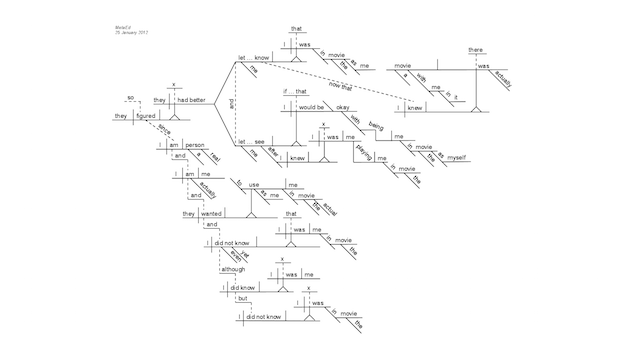 MeteEd
25 January 2012
that
there
let ... know
I was
in movie
the
as me
movie
was
x
me
a
with
me
in it
actually
now that
so
they had better
and
if ... that
I knew
they figured
would be okay
with
being
me
since
x
in movie
the
as myself
I am person
a
real
let ... see
me
after
I knew
I was me
playing
me
in movie
the
and
I am me
actually
to use me
as me
in movie
the
actual
and
they wanted
that
and
I was me
in movie
the
I did not know
even
yet
x
although
I was me
I did know
x
but
I was
in movie
the
I did not know